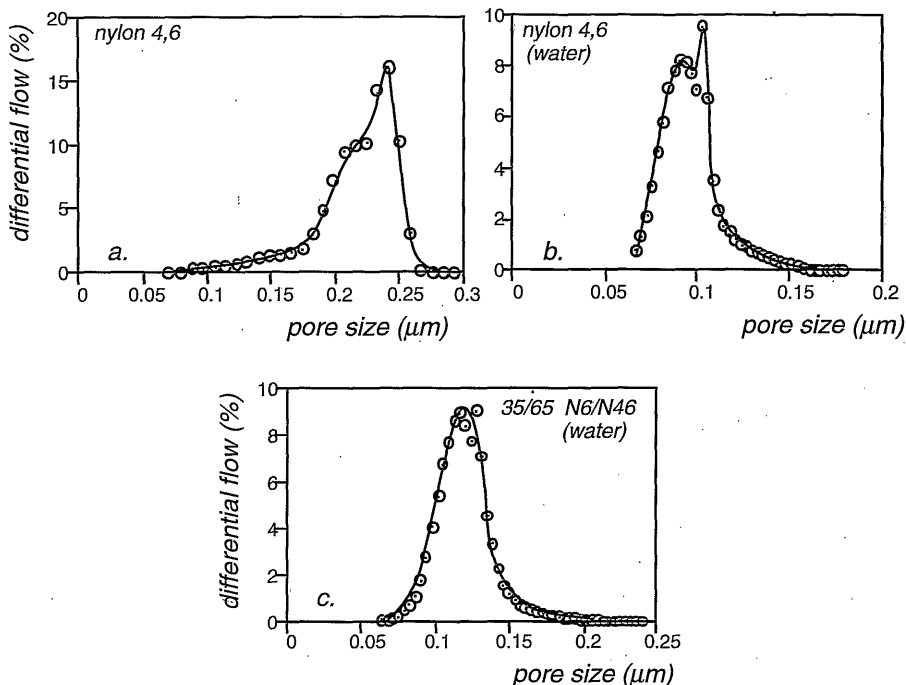 20
15
10
5
0
differential flow (%)
nylon 4,6
a.
0 0.05 0.1 0.15 0.2 0.25 0.3
pore size (μm)
10
8
6
4
2
0
nylon 4,6
(water)
b.
0 0.05 0.1 0.15 0.2
pore size (μm)
10
8
6
4
2
0
differential flow (%)
35/65 N6/N46
(water)
c.
0 0.05 0.1 0.15 0.2 0.25
pore size (μm)